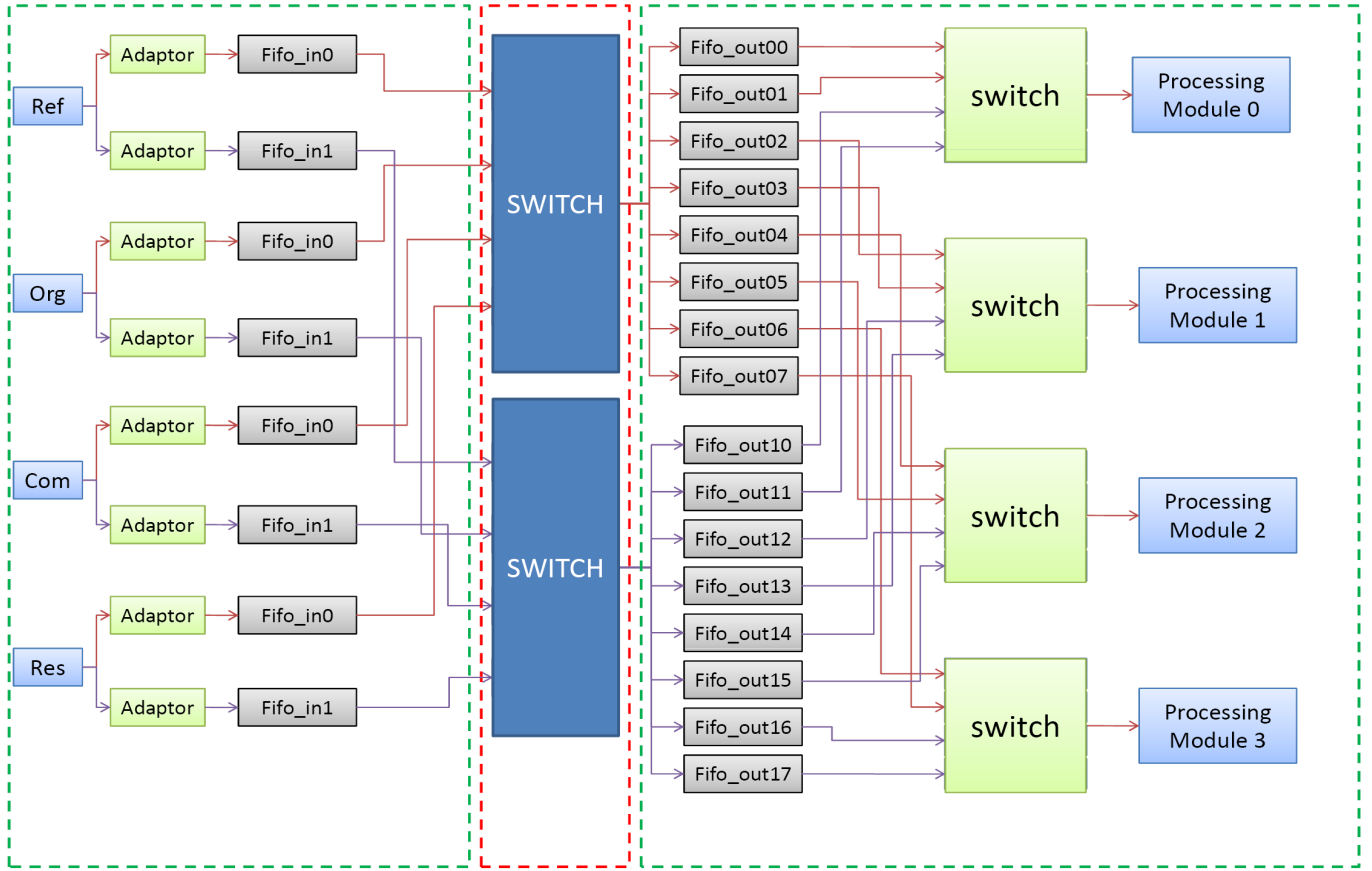 Ref
Adaptor
Fifo_in0
Adaptor
Fifo_in1
Org
Adaptor
Fifo_in0
Adaptor
Fifo_in1
Com
Adaptor
Fifo_in0
Adaptor
Fifo_in1
Res
Adaptor
Fifo_in0
Adaptor
Fifo_in1
SWITCH
SWITCH
Fifo_out00
Fifo_out01
Fifo_out02
Fifo_out03
Fifo_out04
Fifo_out05
Fifo_out06
Fifo_out07
Fifo_out10
Fifo_out11
Fifo_out12
Fifo_out13
Fifo_out14
Fifo_out15
Fifo_out16
Fifo_out17
switch
Processing
Module 0
switch
Processing
Module 1
switch
Processing
Module 2
switch
Processing
Module 3